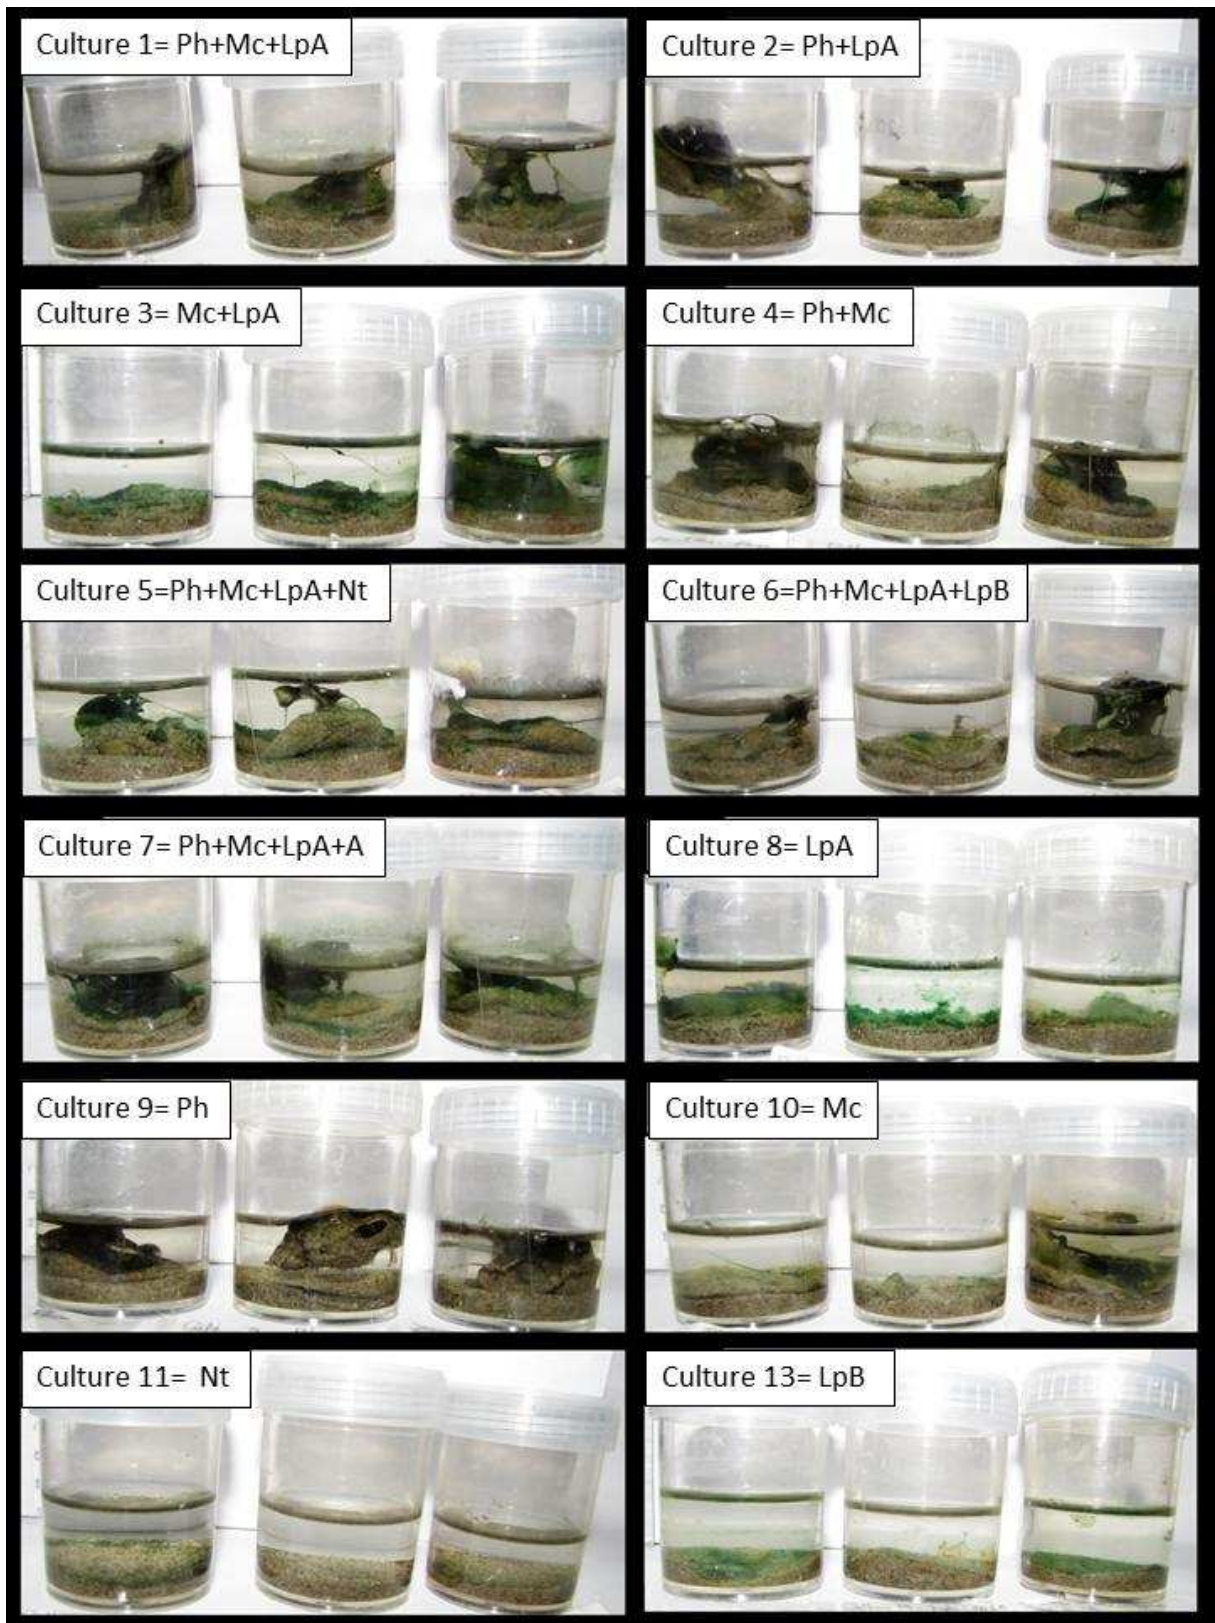 Culture 1= Ph+Mc+LpA
Culture 2= Ph+LpA
Culture 3= Mc+LpA
Culture 4= Ph+Mc
Culture 5=Ph+Mc+LpA+Nt
Culture 6=Ph+Mc+LpA+LpB
Culture 7= Ph+Mc+LpA+A
Culture 8= LpA
Culture 9= Ph
Culture 10= Mc
Culture 11= Nt
Culture 13= LpB